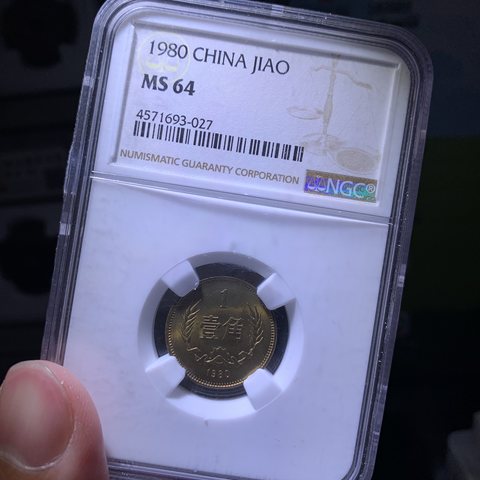 1980 CHINA JIAO
MS 64
4571693-027
NUMISMATIC GUARANTY CORPORATION
NGC®
1
壹角
1980